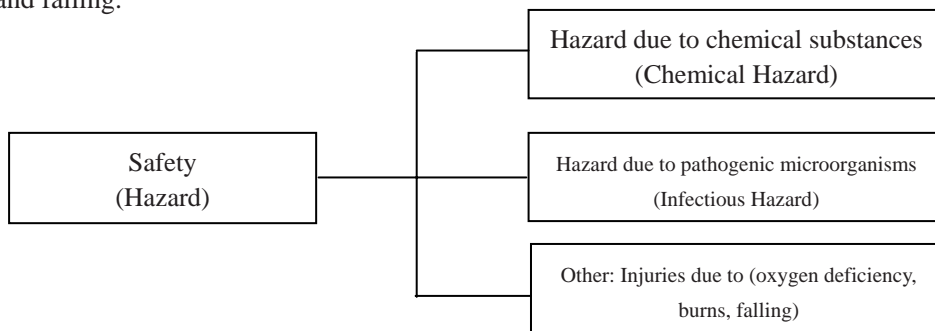 and falling.
Hazard due to chemical substances
(Chemical Hazard)
Safety
(Hazard)
Hazard due to pathogenic microorganisms
(Infectious Hazard)
Other: Injuries due to (oxygen deficiency,
burns, falling)